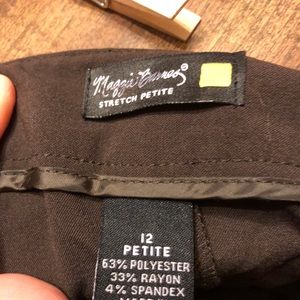 Maggie Barnes®
STRETCH PETITE
12
PETITE
63% POLYESTER
33% RAYON
4% SPANDEX